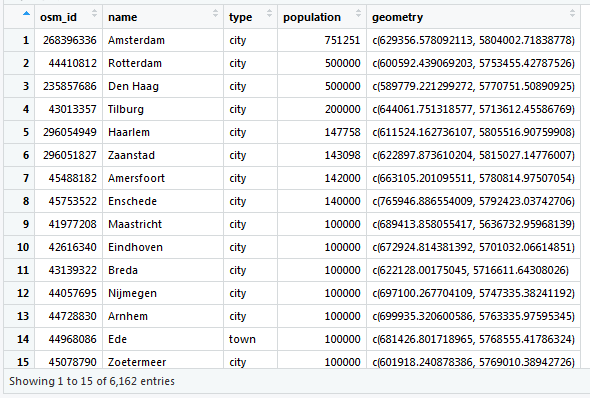 osm_id name type population geometry
1 268396336 Amsterdam city 751251 c(629356.578092113, 5804002.71838778)
2 44410812 Rotterdam city 500000 c(600592.439069203, 5753455.42787526)
3 235857686 Den Haag city 500000 c(589779.221299272, 5770751.50890925)
4 43013357 Tilburg city 200000 c(644061.751318577, 5713612.45586769)
5 296054949 Haarlem city 147758 c(611524.162736107, 5805516.90759908)
6 296051827 Zaanstad city 143098 c(622897.873610204, 5815027.14776007)
7 45488182 Amersfoort city 142000 c(663105.201095511, 5780814.97507054)
8 45753522 Enschede city 140000 c(765946.886554009, 5792423.03742706)
9 41977208 Maastricht city 100000 c(689413.858055417, 5636732.95968139)
10 42616340 Eindhoven city 100000 c(672924.814381392, 5701032.06614851)
11 43139322 Breda city 100000 c(622128.00175045, 5716611.64308026)
12 44057695 Nijmegen city 100000 c(697100.267704109, 5747335.38241192)
13 44728830 Arnhem city 100000 c(699935.320600586, 5763335.97595345)
14 44968086 Ede town 100000 c(681426.801718965, 5768555.41786324)
15 45078790 Zoetermeer city 100000 c(601918.240878386, 5769010.38942726)
Showing 1 to 15 of 6,162 entries